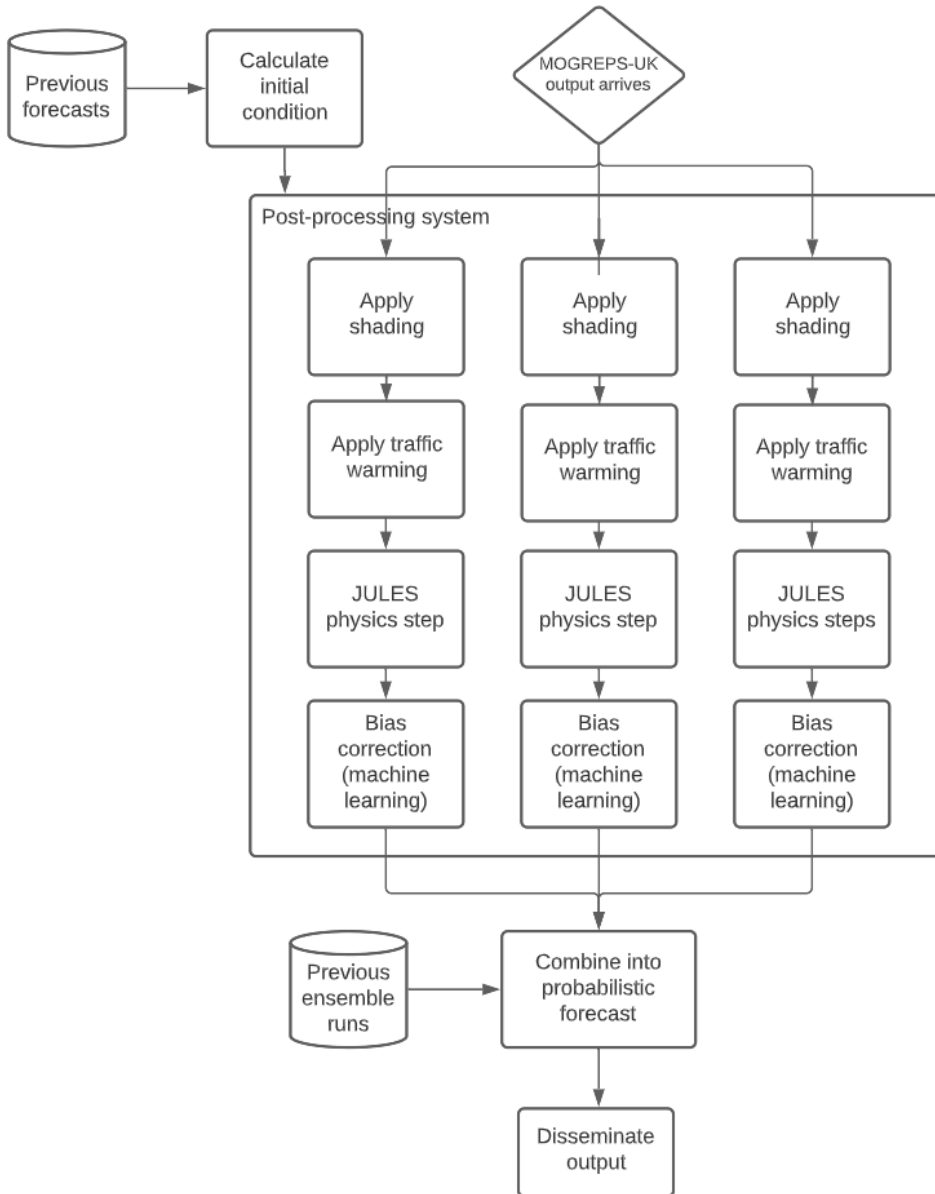 Previous
forecasts
Calculate
initial
condition
MOGREPS-UK
output arrives
Post-processing system
Apply
shading
Apply
shading
Apply
shading
Apply traffic
warming
Apply traffic
warming
Apply traffic
warming
JULES
physics step
JULES
physics step
JULES
physics steps
Bias
correction
(machine
learning)
Bias
correction
(machine
learning)
Bias
correction
(machine
learning)
Previous
ensemble
runs
Combine into
probabilistic
forecast
Disseminate
output